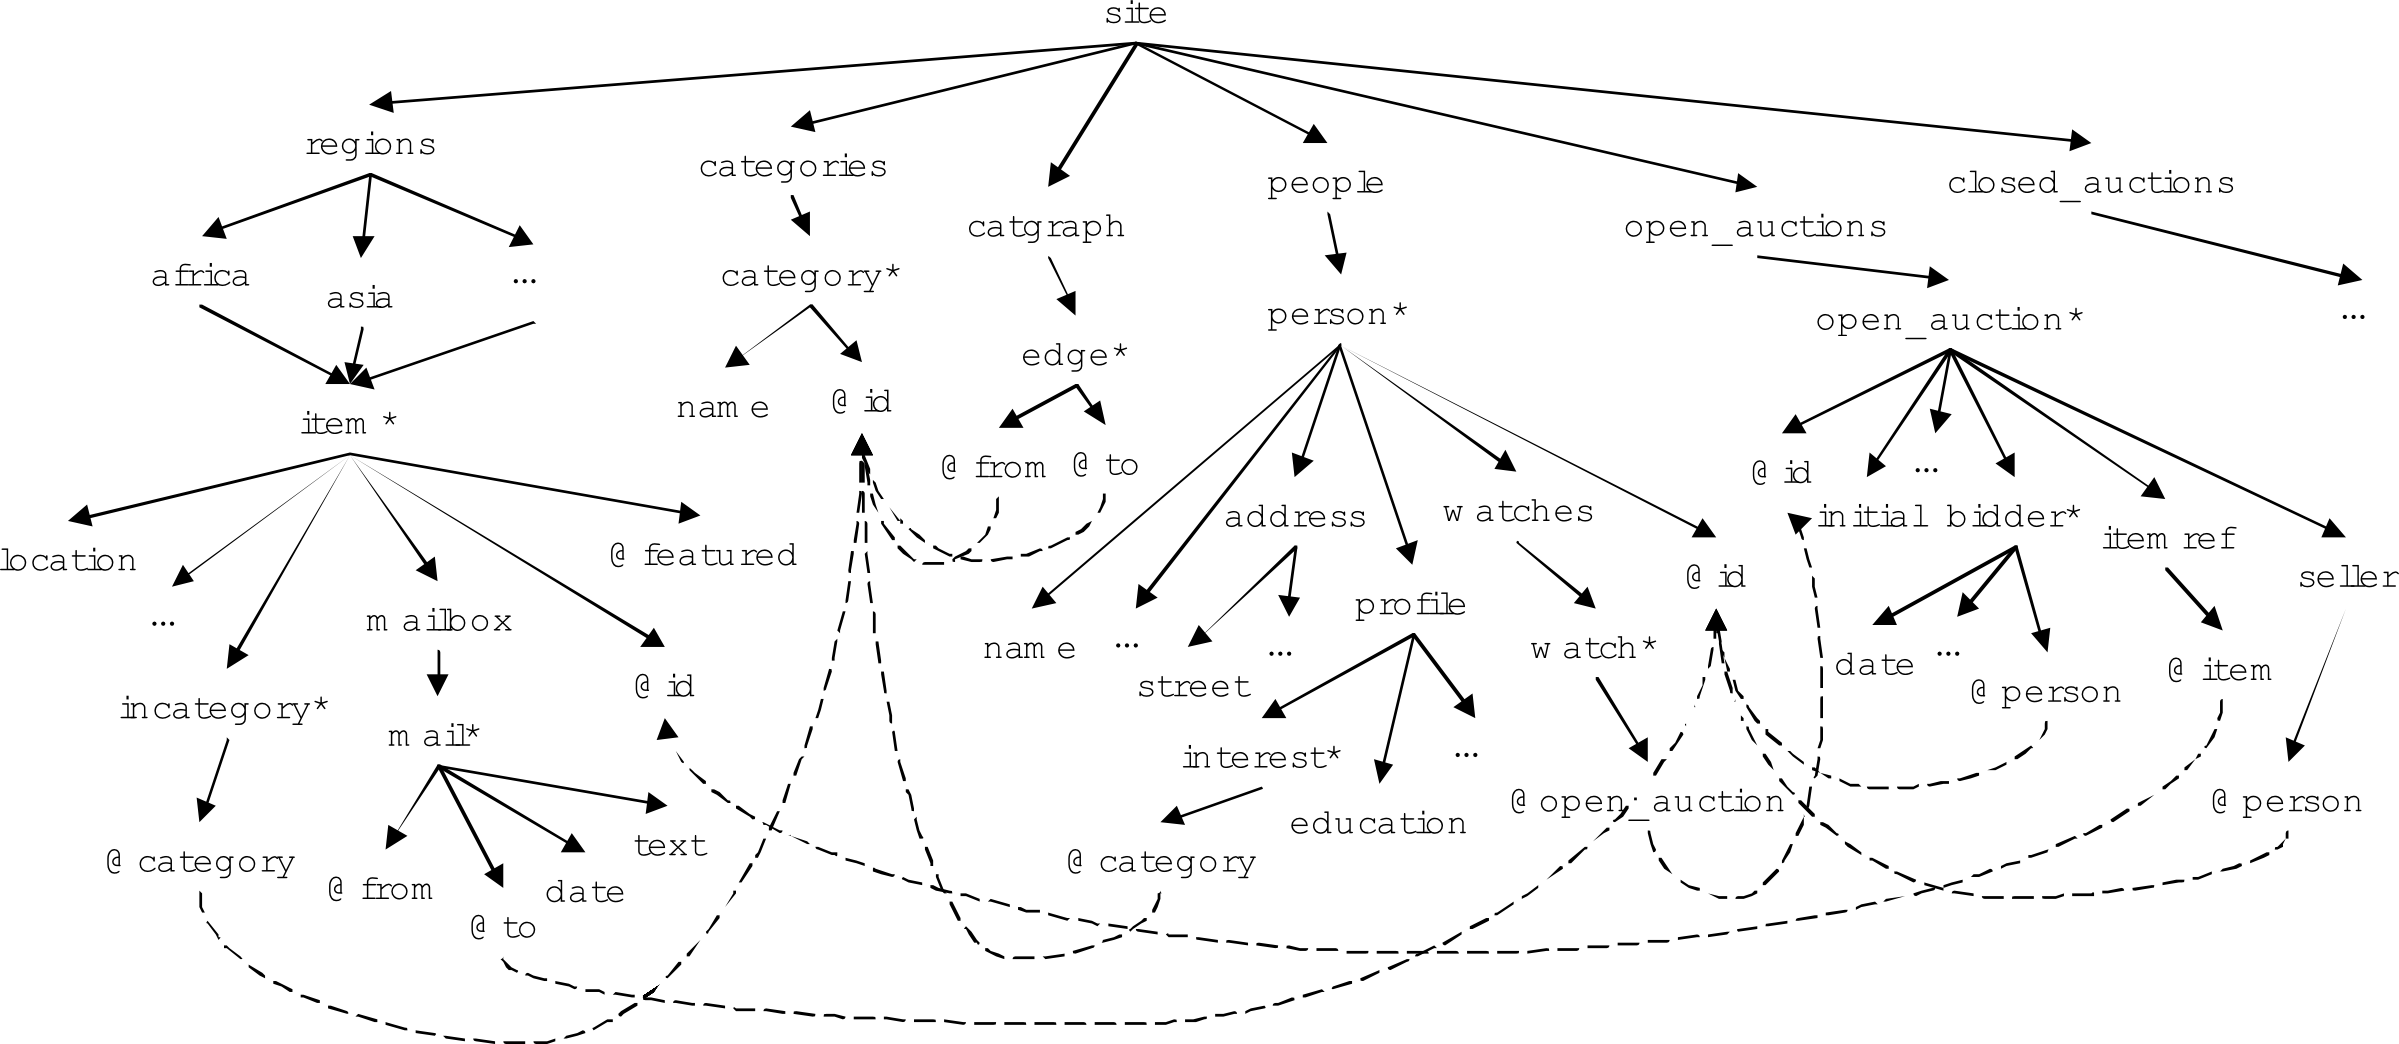 site
regions
categories
people
closed_auctions
catgraph
open_auctions
africa
asia
...
category*
person*
open_auction*
...
edge*
item *
name
@ id
@ from
@ to
@ id
...
location
...
@ featured
address
watches
initial
bidder*
item ref
seller
mailbox
name
...
street
...
profile
@ id
watch*
date
...
@ person
@ item
incategory*
@ id
mail*
interest*
...
education
@ open_auction
@ person
text
@ category
@ from
date
@ to
@ category